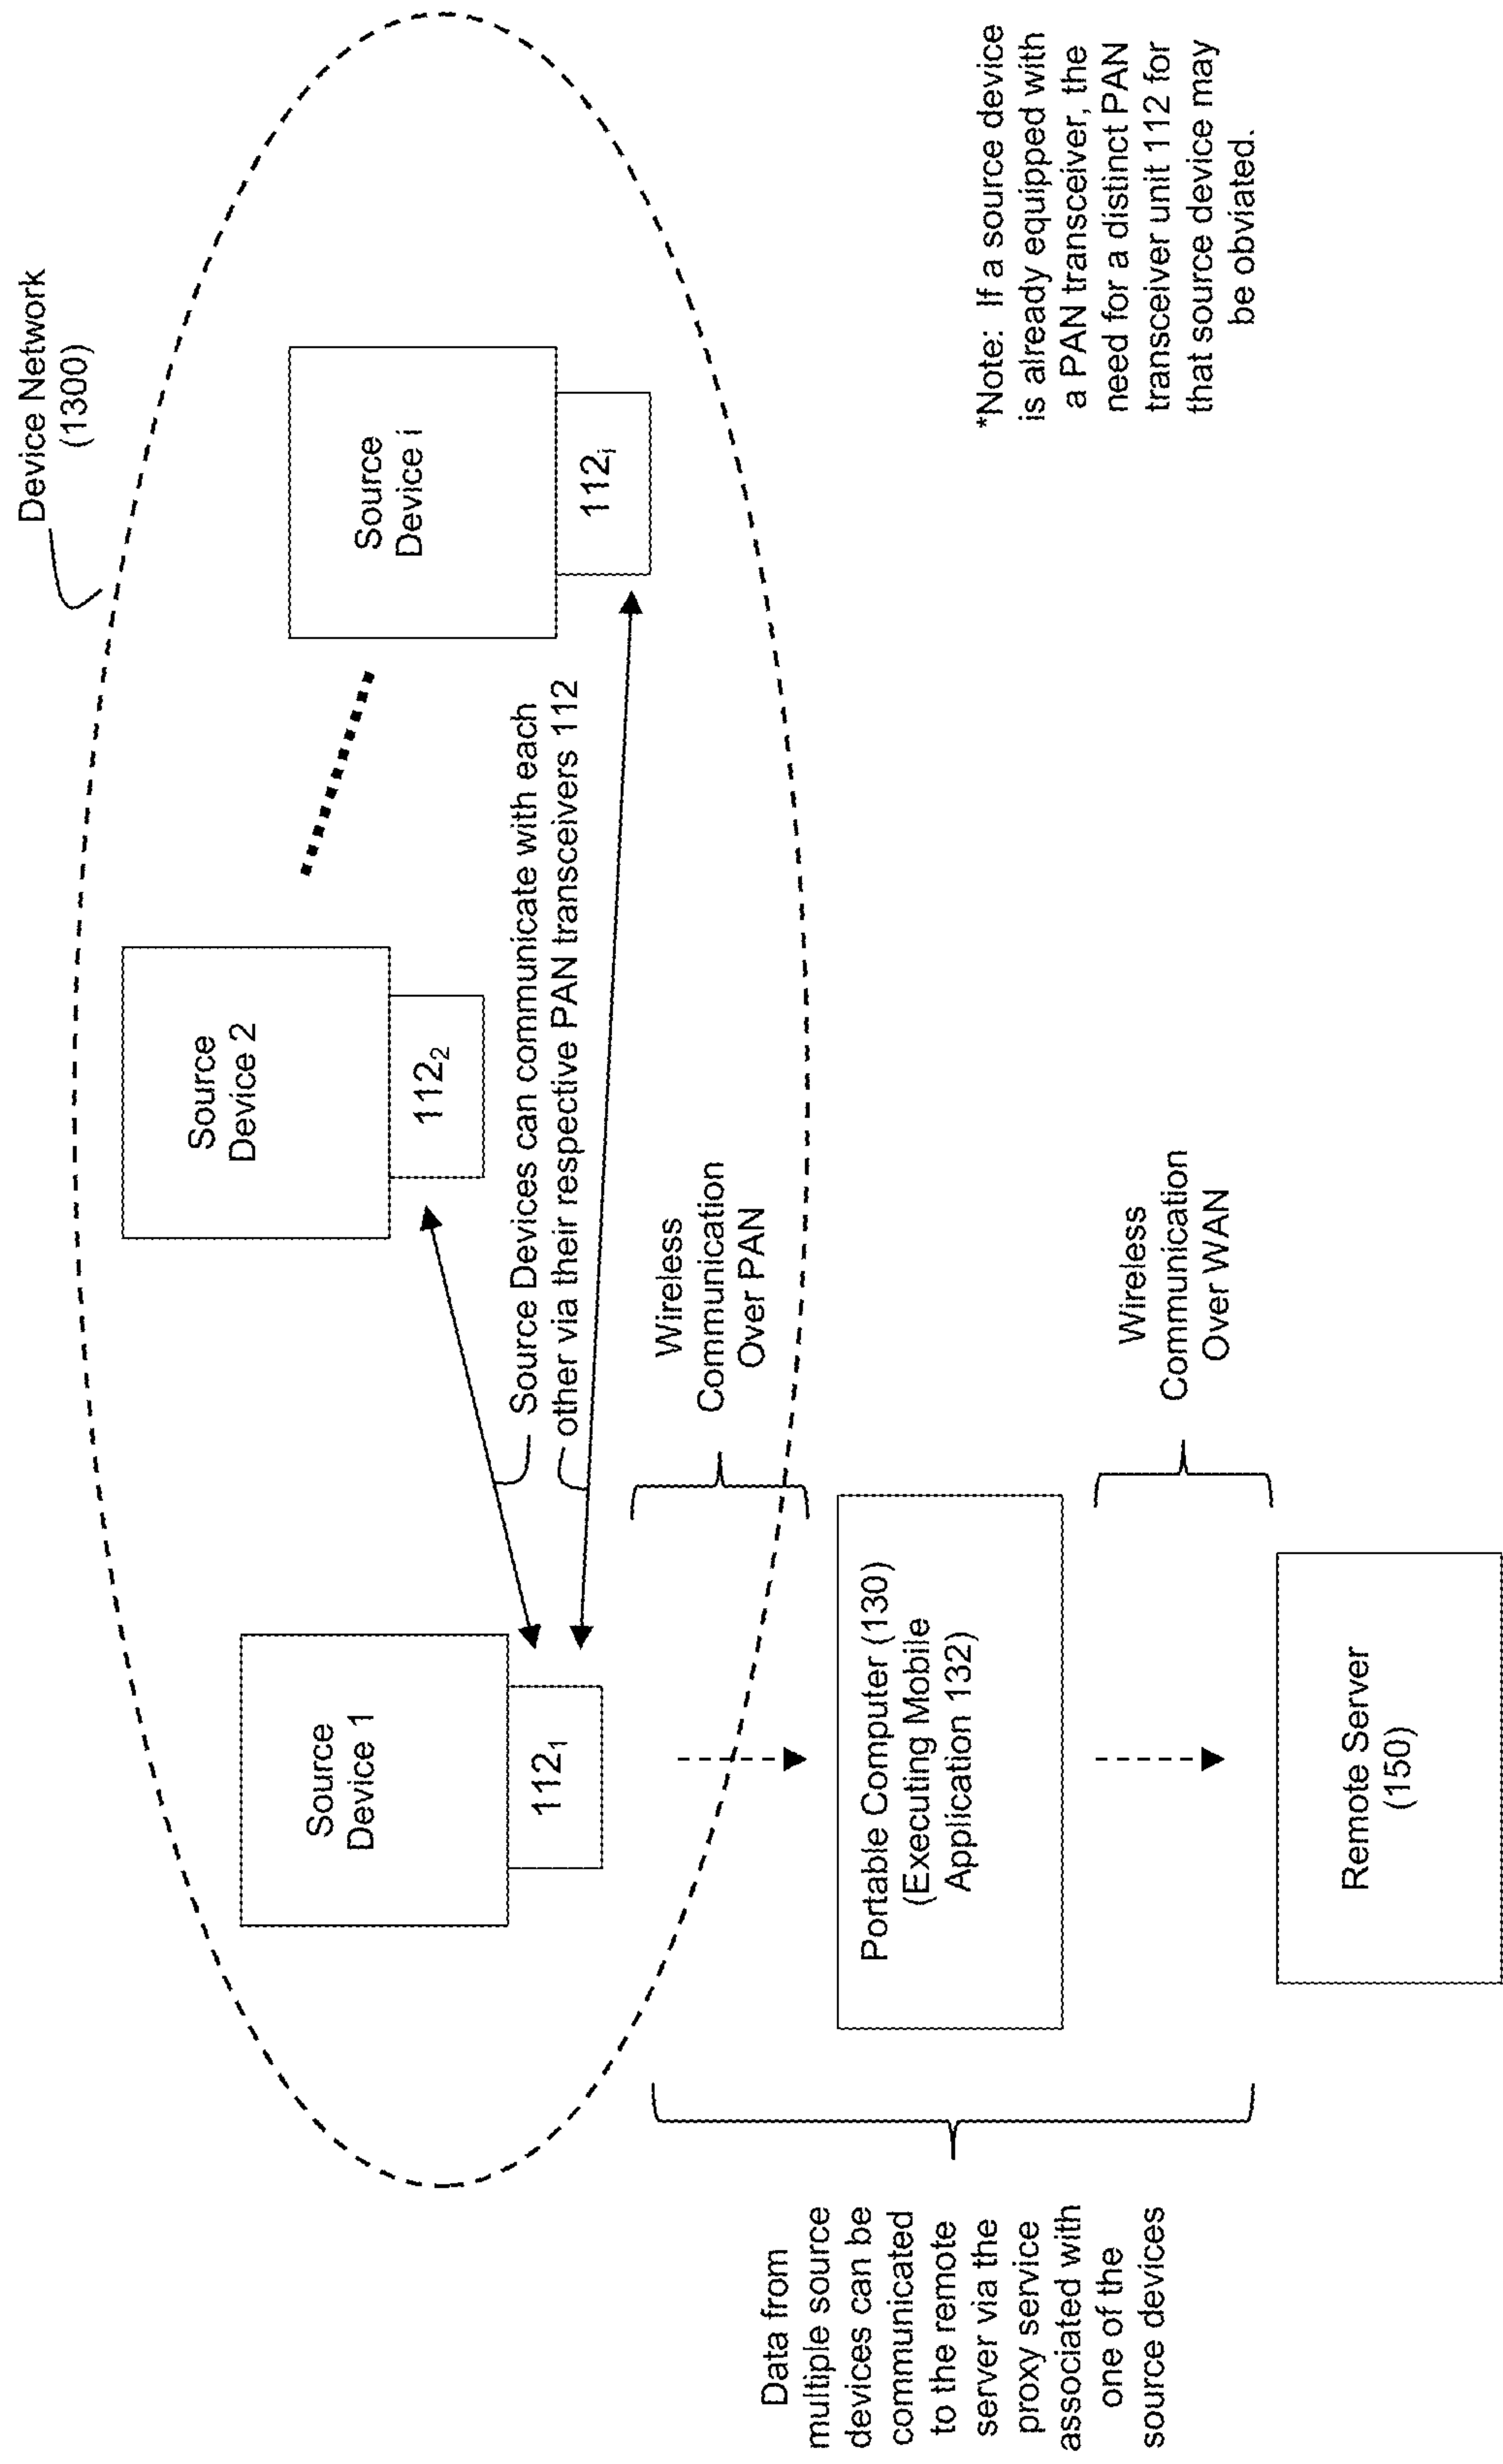 Device Network
(1300)
Source
Device 1
112₁
Source
Device 2
112₂
Source
Device i
112ᵢ
Source Devices can communicate with each
other via their respective PAN transceivers 112
Wireless
Communication
Over PAN
Portable Computer (130)
(Executing Mobile
Application 132)
Wireless
Communication
Over WAN
Remote Server
(150)
Data from
multiple source
devices can be
communicated
to the remote
server via the
proxy service
associated with
one of the
source devices
*Note: If a source device
is already equipped with
a PAN transceiver, the
need for a distinct PAN
transceiver unit 112 for
that source device may
be obviated.